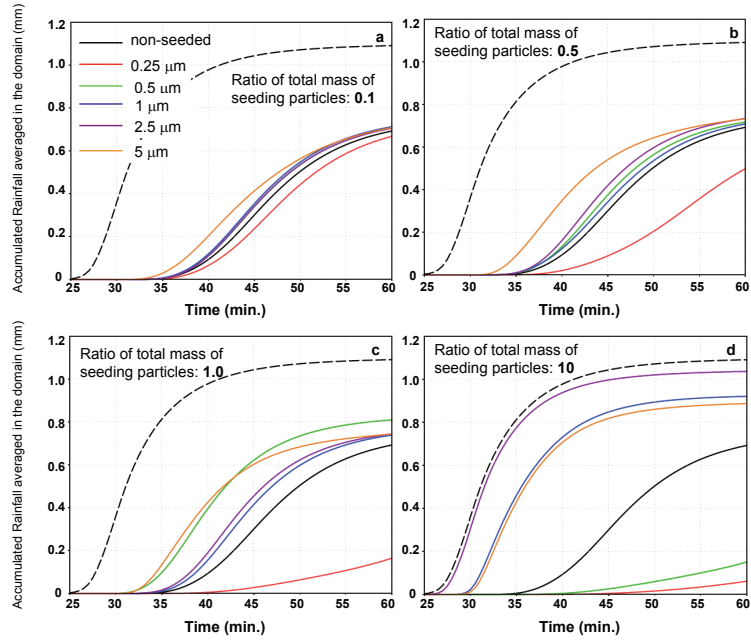 Accumulated Rainfall averaged in the domain (mm)
1.2
1.0
0.8
0.6
0.4
0.2
0
a
non-seeded
0.25 μm
0.5 μm
1 μm
2.5 μm
5 μm
Ratio of total mass of
seeding particles: 0.1
25 30 35 40 45 50 55 60
Time (min.)
1.2
1.0
0.8
0.6
0.4
0.2
0
b
Ratio of total mass of
seeding particles: 0.5
25 30 35 40 45 50 55 60
Time (min.)
Accumulated Rainfall averaged in the domain (mm)
1.2
1.0
0.8
0.6
0.4
0.2
0
c
Ratio of total mass of
seeding particles: 1.0
25 30 35 40 45 50 55 60
Time (min.)
1.2
1.0
0.8
0.6
0.4
0.2
0
d
Ratio of total mass of
seeding particles: 10
25 30 35 40 45 50 55 60
Time (min.)